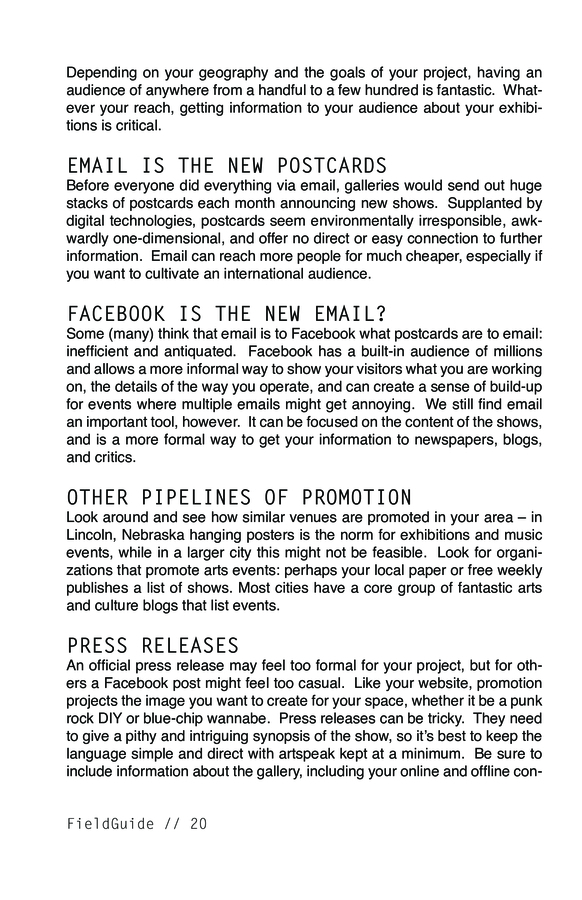 Depending on your geography and the goals of your project, having an
audience of anywhere from a handful to a few hundred is fantastic.  What-
ever your reach, getting information to your audience about your exhibi-
tions is critical.
EMAIL IS THE NEW POSTCARDS
Before everyone did everything via email, galleries would send out huge
stacks of postcards each month announcing new shows.  Supplanted by
digital technologies, postcards seem environmentally irresponsible, awk-
wardly one-dimensional, and offer no direct or easy connection to further
information.  Email can reach more people for much cheaper, especially if
you want to cultivate an international audience.
FACEBOOK IS THE NEW EMAIL?
Some (many) think that email is to Facebook what postcards are to email:
inefficient and antiquated.  Facebook has a built-in audience of millions
and allows a more informal way to show your visitors what you are working
on, the details of the way you operate, and can create a sense of build-up
for events where multiple emails might get annoying.  We still find email
an important tool, however.  It can be focused on the content of the shows,
and is a more formal way to get your information to newspapers, blogs,
and critics.
OTHER PIPELINES OF PROMOTION
Look around and see how similar venues are promoted in your area – in
Lincoln, Nebraska hanging posters is the norm for exhibitions and music
events, while in a larger city this might not be feasible.  Look for organi-
zations that promote arts events: perhaps your local paper or free weekly
publishes a list of shows. Most cities have a core group of fantastic arts
and culture blogs that list events.
PRESS RELEASES
An official press release may feel too formal for your project, but for oth-
ers a Facebook post might feel too casual.  Like your website, promotion
projects the image you want to create for your space, whether it be a punk
rock DIY or blue-chip wannabe.  Press releases can be tricky.  They need
to give a pithy and intriguing synopsis of the show, so it's best to keep the
language simple and direct with artspeak kept at a minimum.  Be sure to
include information about the gallery, including your online and offline con-
FieldGuide // 20